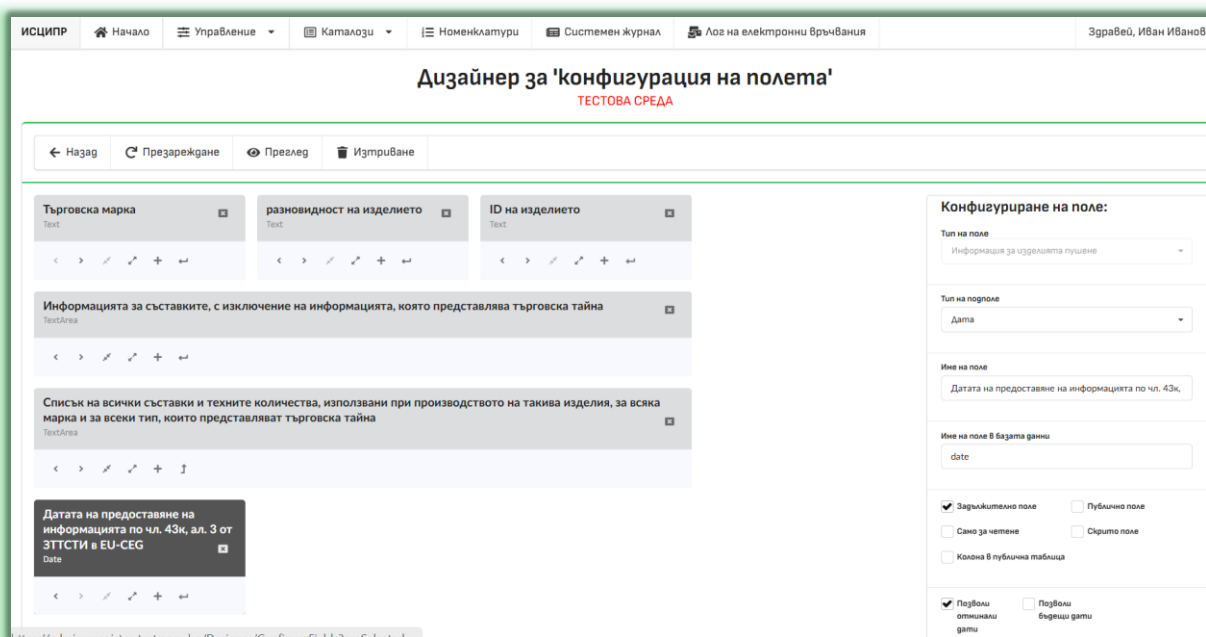 ИСЦИПР Начало Управление Каталози Номенклатури Системен журнал Лог на електронни връчвания Здравей, Иван Иванов
Дизайнер за 'конфигурация на полета'
ТЕСТОВА СРЕДА
Назад Презареждане Преглед Изтриване
Търговска марка
Text
разновидност на изделието
Text
ID на изделието
Text
Информацията за съставките, с изключение на информацията, която представлява търговска тайна
TextArea
Списък на всички съставки и техните количества, използвани при производството на такива изделия, за всяка
марка и за всеки тип, които представляват търговска тайна
TextArea
Датата на предоставяне на
информацията по чл. 43к, ал. 3 от
ЗТТСТИ в EU-CEG
Date
Конфигуриране на поле:
Тип на поле
Информация за изделията пушене
Тип на подполе
Дата
Име на поле
Датата на предоставяне на информацията по чл. 43к,
Име на поле в базата данни
date
Задължително поле Публично поле
Само за четене Скрито поле
Колона в публична таблица
Позволи
отминали
дати
Позволи
бъдещи дати